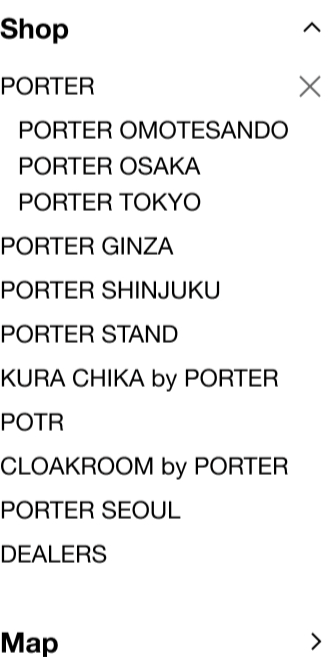 Shop
PORTER
PORTER OMOTESANDO
PORTER OSAKA
PORTER TOKYO
PORTER GINZA
PORTER SHINJUKU
PORTER STAND
KURA CHIKA by PORTER
POTR
CLOAKROOM by PORTER
PORTER SEOUL
DEALERS
Map